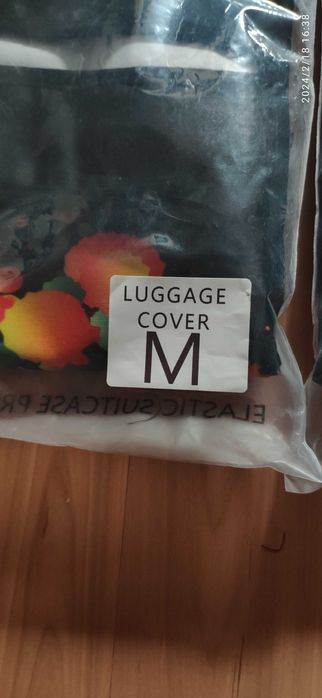 2024/2/18 16:38
LUGGAGE
COVER
M
ELASTIC SUITCASE PR